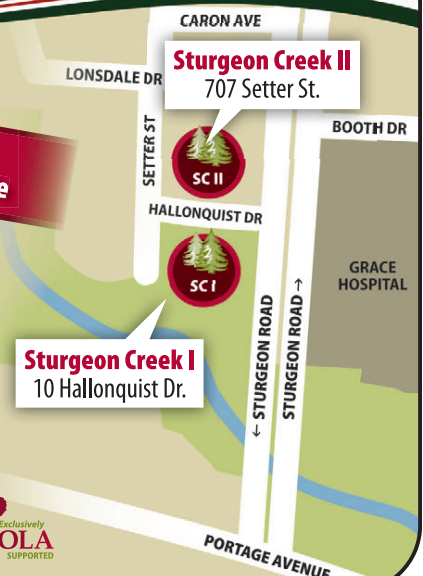 CARON AVE
Sturgeon Creek II
707 Setter St.
LONSDALE DR
BOOTH DR
SETTER ST
SC II
HALLONQUIST DR
SC I
GRACE
HOSPITAL
← STURGEON ROAD
STURGEON ROAD →
Sturgeon Creek I
10 Hallonquist Dr.
Exclusively
OLA
SUPPORTED
PORTAGE AVENUE